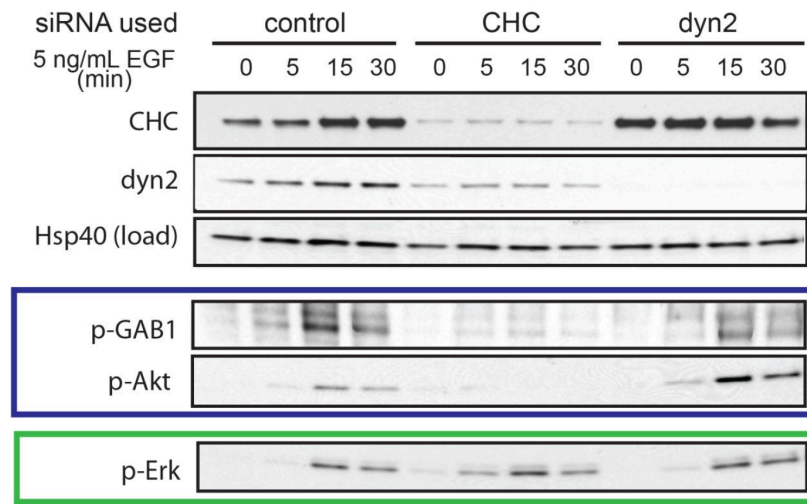 siRNA used control CHC dyn2
5 ng/mL EGF 0 5 15 30 0 5 15 30 0 5 15 30
(min)
CHC
dyn2
Hsp40 (load)
p-GAB1
p-Akt
p-Erk